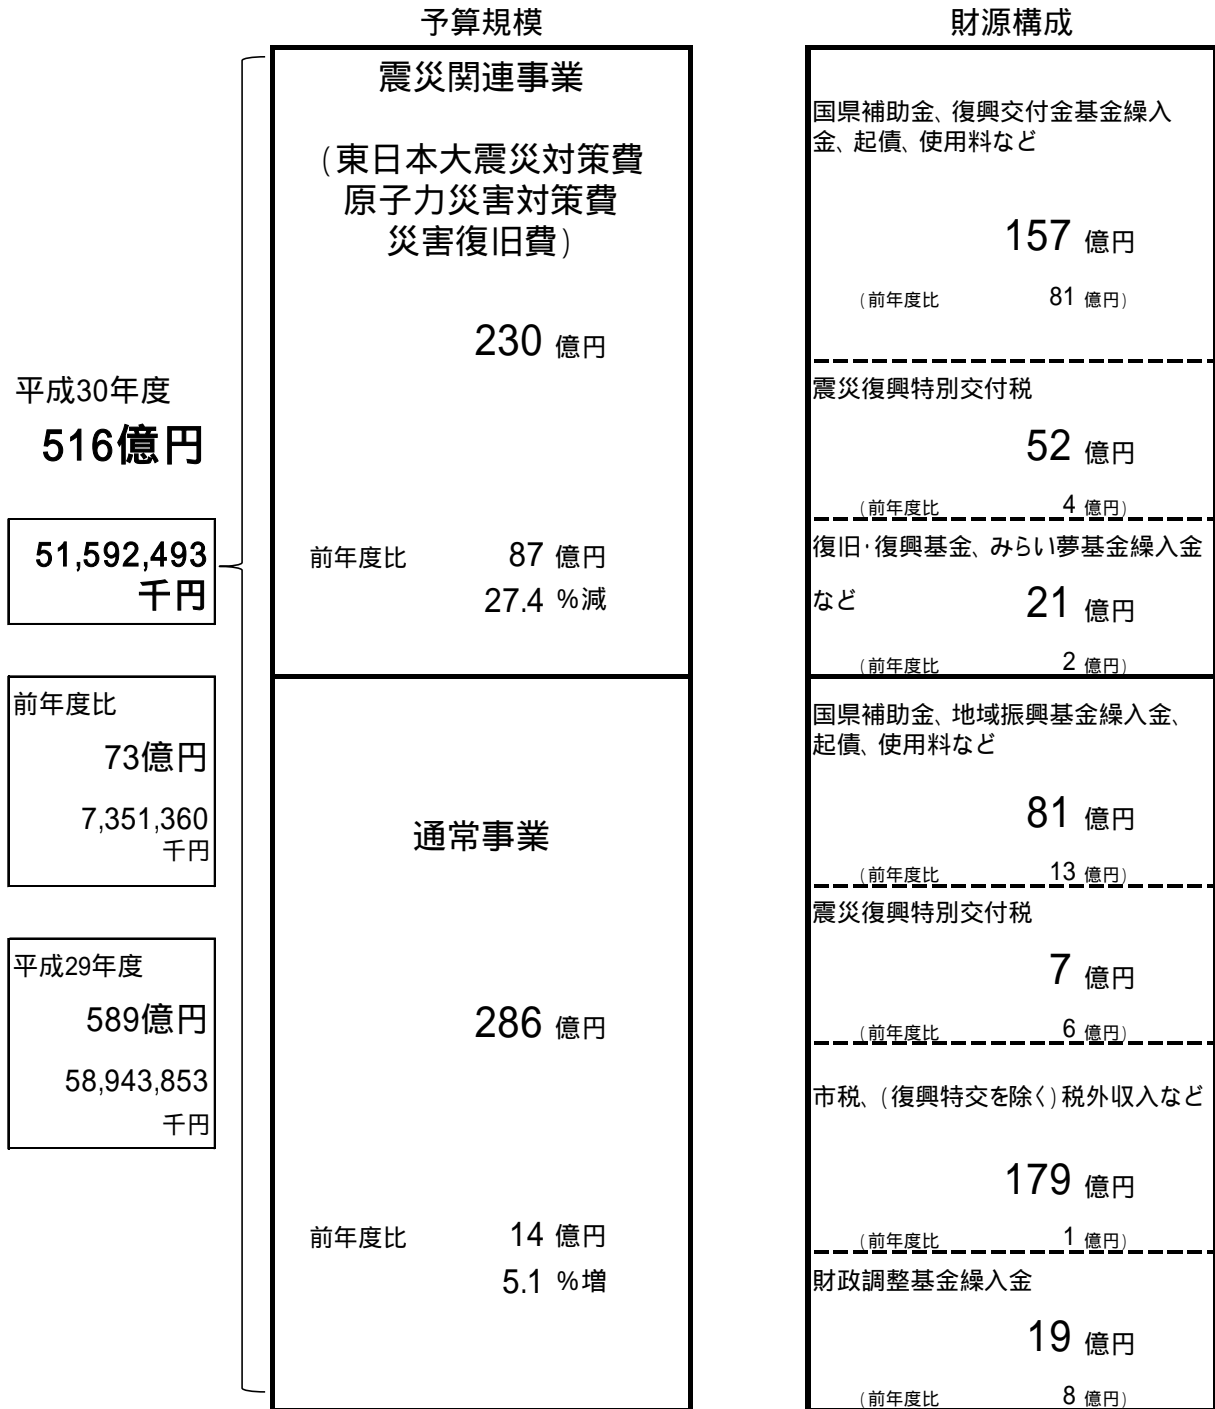 予算規模
財源構成
平成30年度
516億円
51,592,493
千円
前年度比
73億円
7,351,360
千円
平成29年度
589億円
58,943,853
千円
震災関連事業
(東日本大震災対策費
原子力災害対策費
災害復旧費)
230 億円
前年度比 87 億円
27.4 %減
通常事業
286 億円
前年度比 14 億円
5.1 %増
国県補助金、復興交付金基金繰入
金、起債、使用料など
157 億円
(前年度比 81 億円)
震災復興特別交付税
52 億円
(前年度比 4 億円)
復旧・復興基金、みらい夢基金繰入金
など 21 億円
(前年度比 2 億円)
国県補助金、地域振興基金繰入金、
起債、使用料など
81 億円
(前年度比 13 億円)
震災復興特別交付税
7 億円
(前年度比 6 億円)
市税、(復興特交を除く)税外収入など
179 億円
(前年度比 1 億円)
財政調整基金繰入金
19 億円
(前年度比 8 億円)